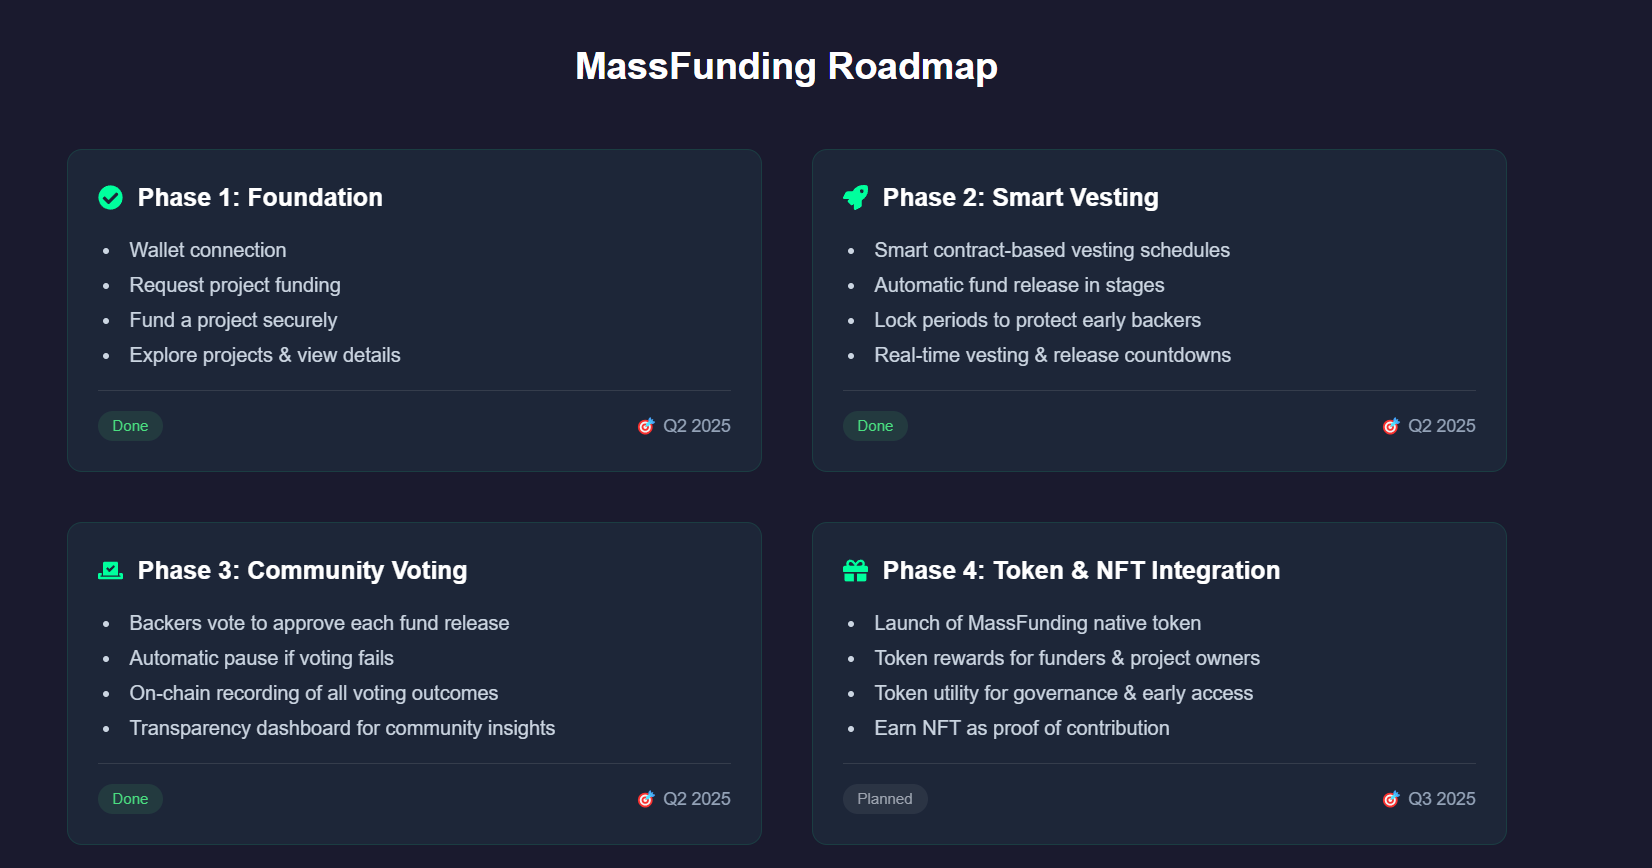 MassFunding Roadmap
Phase 1: Foundation
• Wallet connection
• Request project funding
• Fund a project securely
• Explore projects & view details
Done
🎯 Q2 2025
Phase 2: Smart Vesting
• Smart contract-based vesting schedules
• Automatic fund release in stages
• Lock periods to protect early backers
• Real-time vesting & release countdowns
Done
🎯 Q2 2025
Phase 3: Community Voting
• Backers vote to approve each fund release
• Automatic pause if voting fails
• On-chain recording of all voting outcomes
• Transparency dashboard for community insights
Done
🎯 Q2 2025
Phase 4: Token & NFT Integration
• Launch of MassFunding native token
• Token rewards for funders & project owners
• Token utility for governance & early access
• Earn NFT as proof of contribution
Planned
🎯 Q3 2025